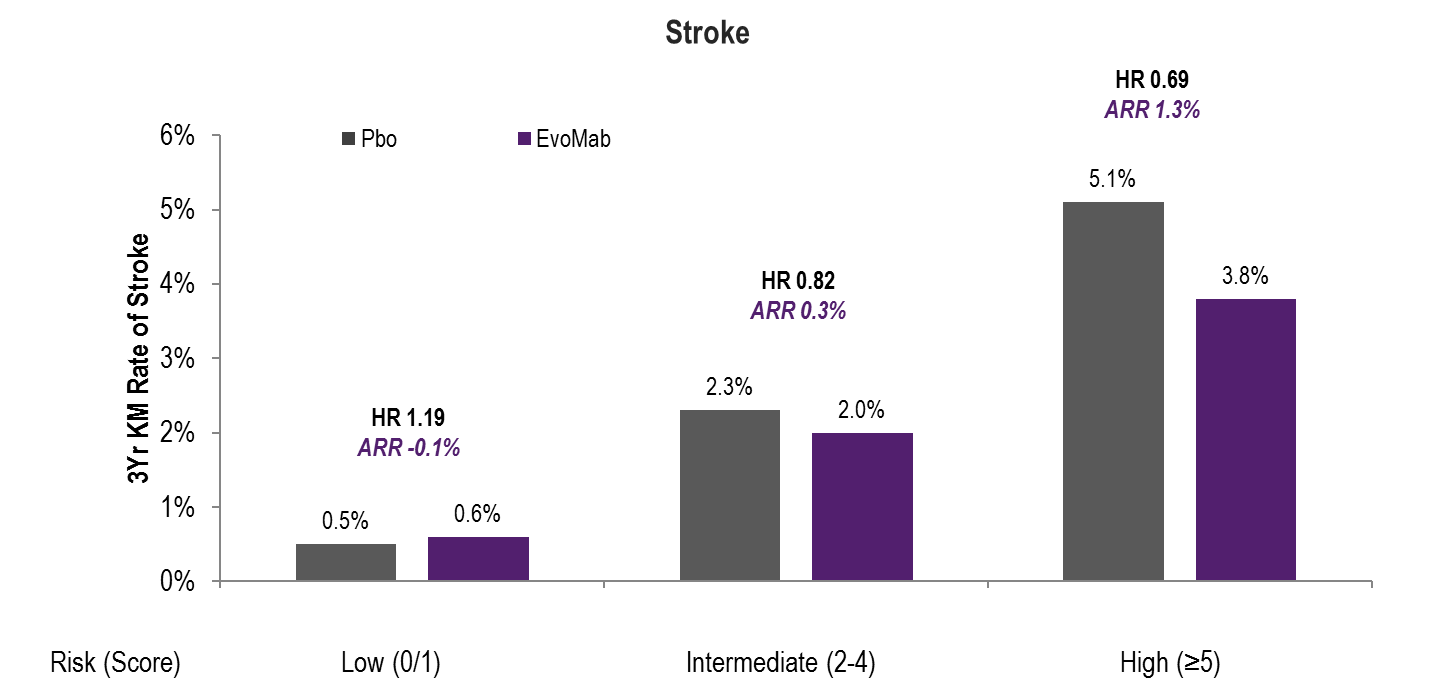 Stroke
HR 0.69
ARR 1.3%
Pbo
EvoMab
6%
5%
4%
3%
2%
1%
0%
3Yr KM Rate of Stroke
HR 1.19
ARR -0.1%
0.5%
0.6%
HR 0.82
ARR 0.3%
2.3%
2.0%
5.1%
3.8%
Risk (Score)
Low (0/1)
Intermediate (2-4)
High (≥5)